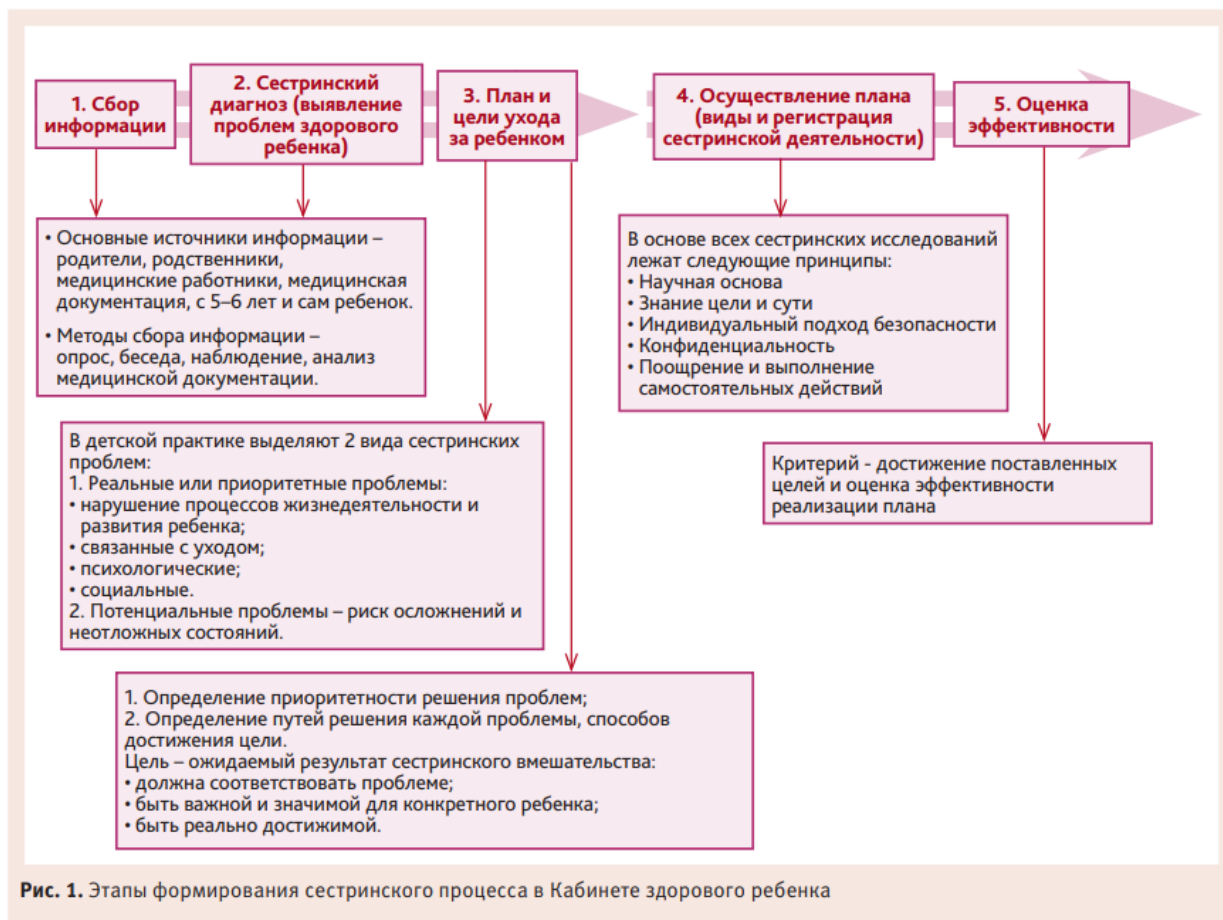 1. Сбор
информации
2. Сестринский
диагноз (выявление
проблем здорового
ребенка)
3. План и
цели ухода
за ребенком
4. Осуществление плана
(виды и регистрация
сестринской деятельности)
5. Оценка
эффективности
• Основные источники информации –
родители, родственники,
медицинские работники, медицинская
документация, с 5–6 лет и сам ребенок.
• Методы сбора информации –
опрос, беседа, наблюдение, анализ
медицинской документации.
В основе всех сестринских исследований
лежат следующие принципы:
• Научная основа
• Знание цели и сути
• Индивидуальный подход безопасности
• Конфиденциальность
• Поощрение и выполнение
самостоятельных действий
В детской практике выделяют 2 вида сестринских
проблем:
1. Реальные или приоритетные проблемы:
• нарушение процессов жизнедеятельности и
развития ребенка;
• связанные с уходом;
• психологические;
• социальные.
2. Потенциальные проблемы – риск осложнений и
неотложных состояний.
Критерий - достижение поставленных
целей и оценка эффективности
реализации плана
1. Определение приоритетности решения проблем;
2. Определение путей решения каждой проблемы, способов
достижения цели.
Цель – ожидаемый результат сестринского вмешательства:
• должна соответствовать проблеме;
• быть важной и значимой для конкретного ребенка;
• быть реально достижимой.
Рис. 1. Этапы формирования сестринского процесса в Кабинете здорового ребенка